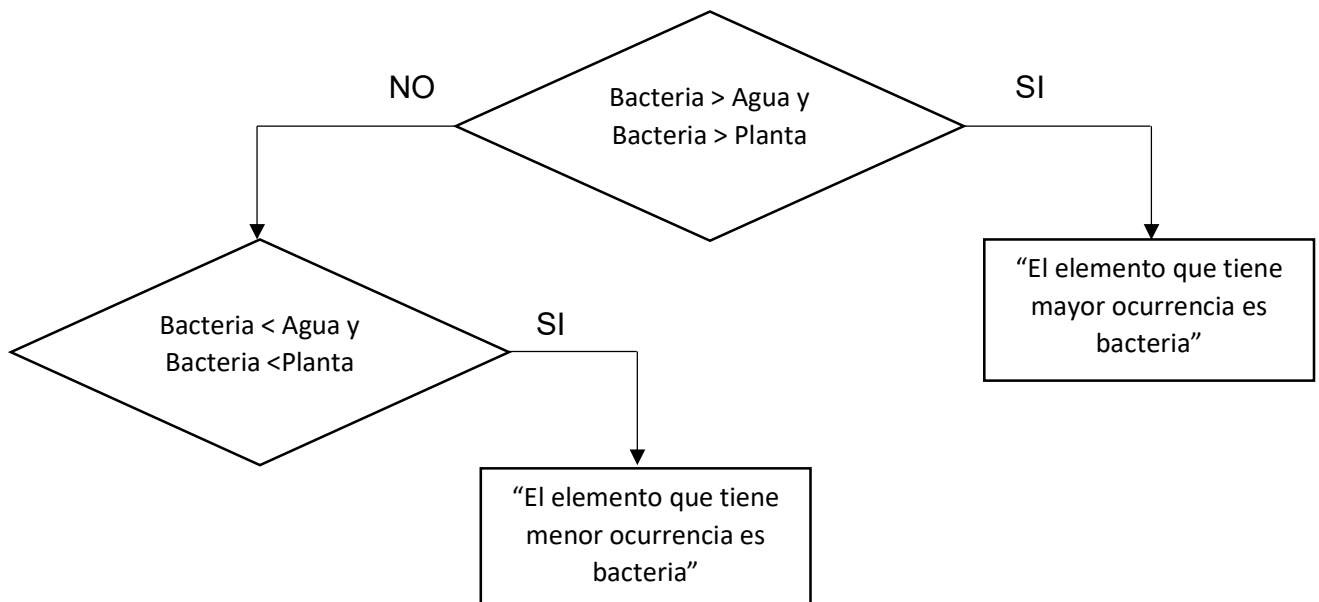 NO
Bacteria > Agua y
Bacteria > Planta
SI
“El elemento que tiene
mayor ocurrencia es
bacteria”
Bacteria < Agua y
Bacteria <Planta
SI
“El elemento que tiene
menor ocurrencia es
bacteria”